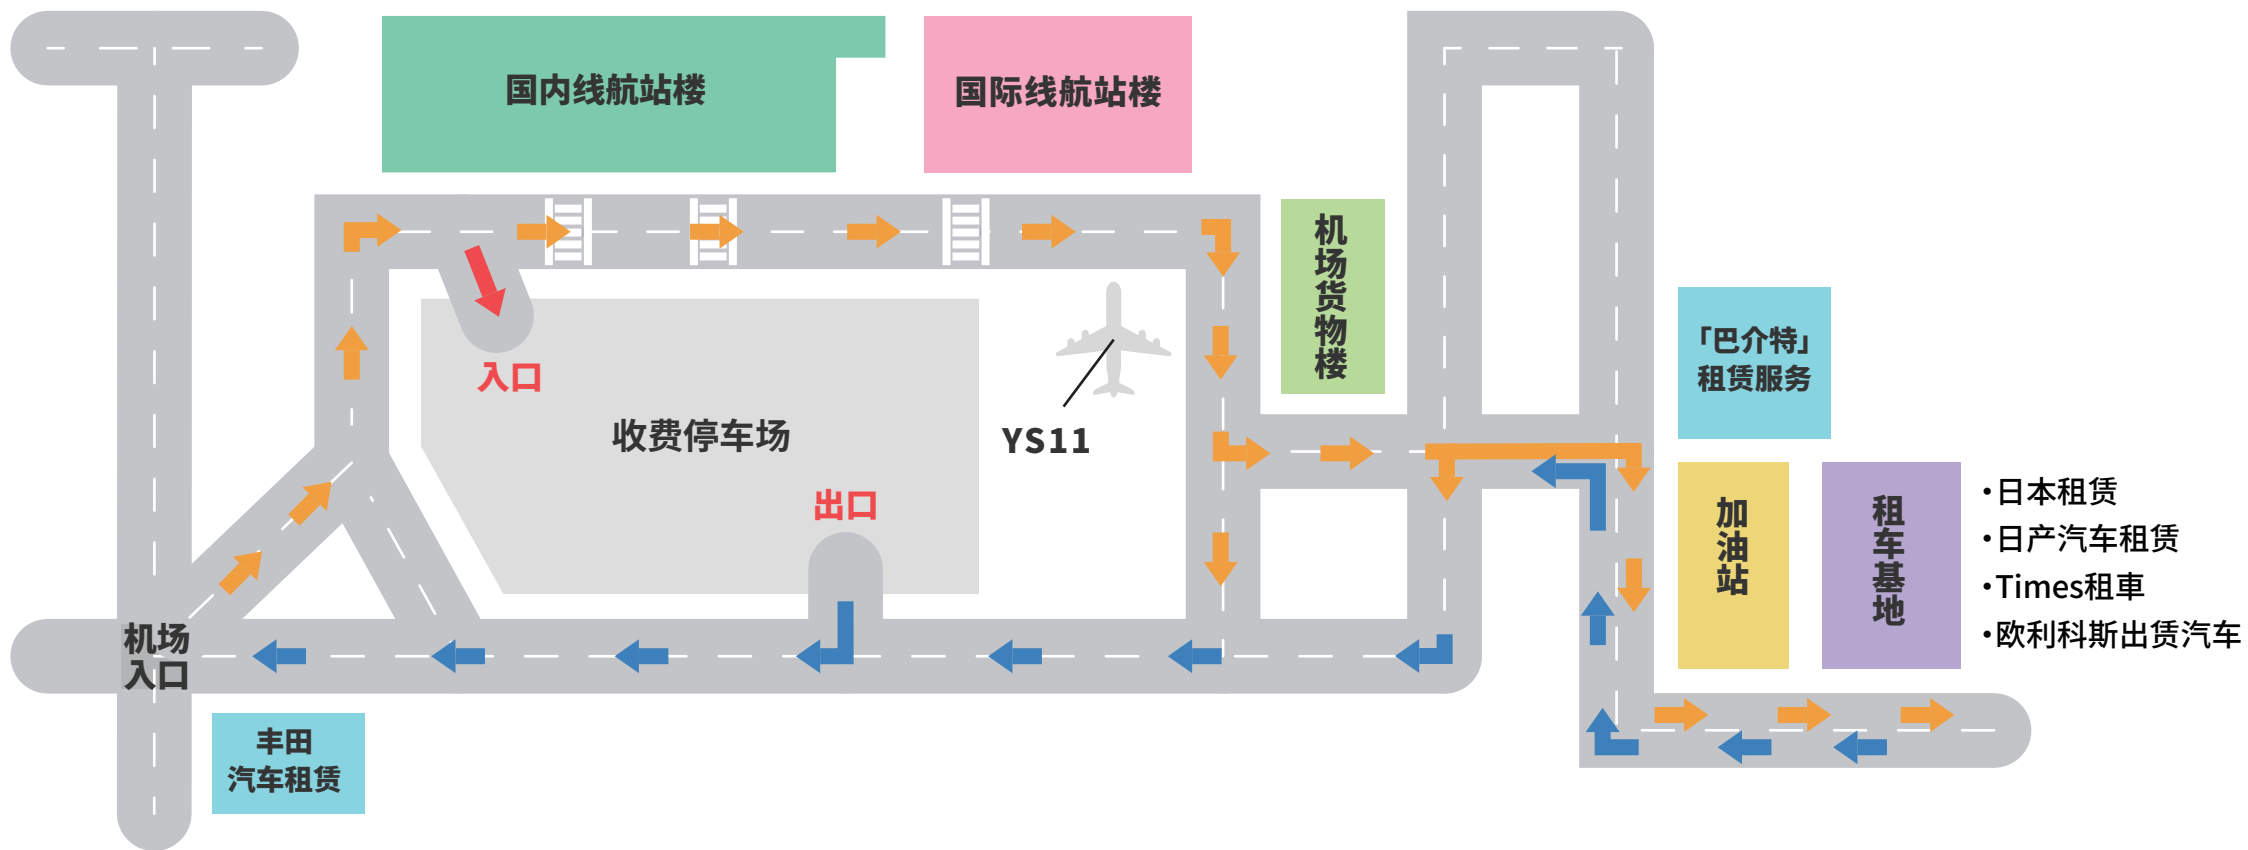 国内线航站楼
国际线航站楼
机场货物楼
「巴介特」
租赁服务
入口
收费停车场
YS11
出口
加油站
租车基地
・日本租赁
・日产汽车租赁
・Times租車
・欧利科斯出赁汽车
机场
入口
丰田
汽车租赁